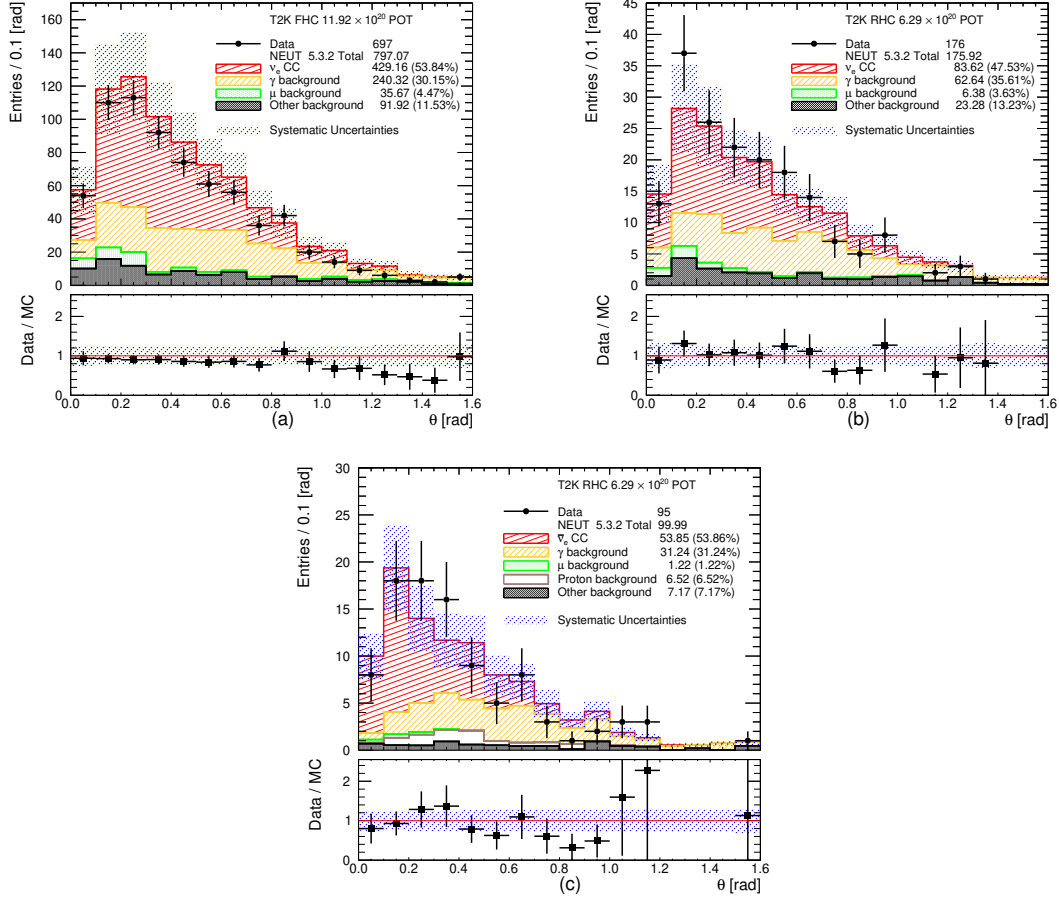 T2K FHC 11.92 × 10²⁰ POT
Data 697
NEUT 5.3.2 Total 797.07
νe CC 429.16 (53.84%)
γ background 240.32 (30.15%)
μ background 35.67 (4.47%)
Other background 91.92 (11.53%)
Systematic Uncertainties
Entries / 0.1 [rad]
160
140
120
100
80
60
40
20
0
Data / MC
2
1
0
0.0 0.2 0.4 0.6 0.8 1.0 1.2 1.4 1.6
θ [rad]
(a)
T2K RHC 6.29 × 10²⁰ POT
Data 176
NEUT 5.3.2 Total 175.92
νe CC 83.62 (47.53%)
γ background 62.64 (35.61%)
μ background 6.38 (3.63%)
Other background 23.28 (13.23%)
Systematic Uncertainties
Entries / 0.1 [rad]
45
40
35
30
25
20
15
10
5
0
Data / MC
2
1
0
0.0 0.2 0.4 0.6 0.8 1.0 1.2 1.4 1.6
θ [rad]
(b)
T2K RHC 6.29 × 10²⁰ POT
Data 95
NEUT 5.3.2 Total 99.99
ν̄e CC 53.85 (53.86%)
γ background 31.24 (31.24%)
μ background 1.22 (1.22%)
Proton background 6.52 (6.52%)
Other background 7.17 (7.17%)
Systematic Uncertainties
Entries / 0.1 [rad]
30
25
20
15
10
5
0
Data / MC
2
1
0
0.0 0.2 0.4 0.6 0.8 1.0 1.2 1.4 1.6
θ [rad]
(c)